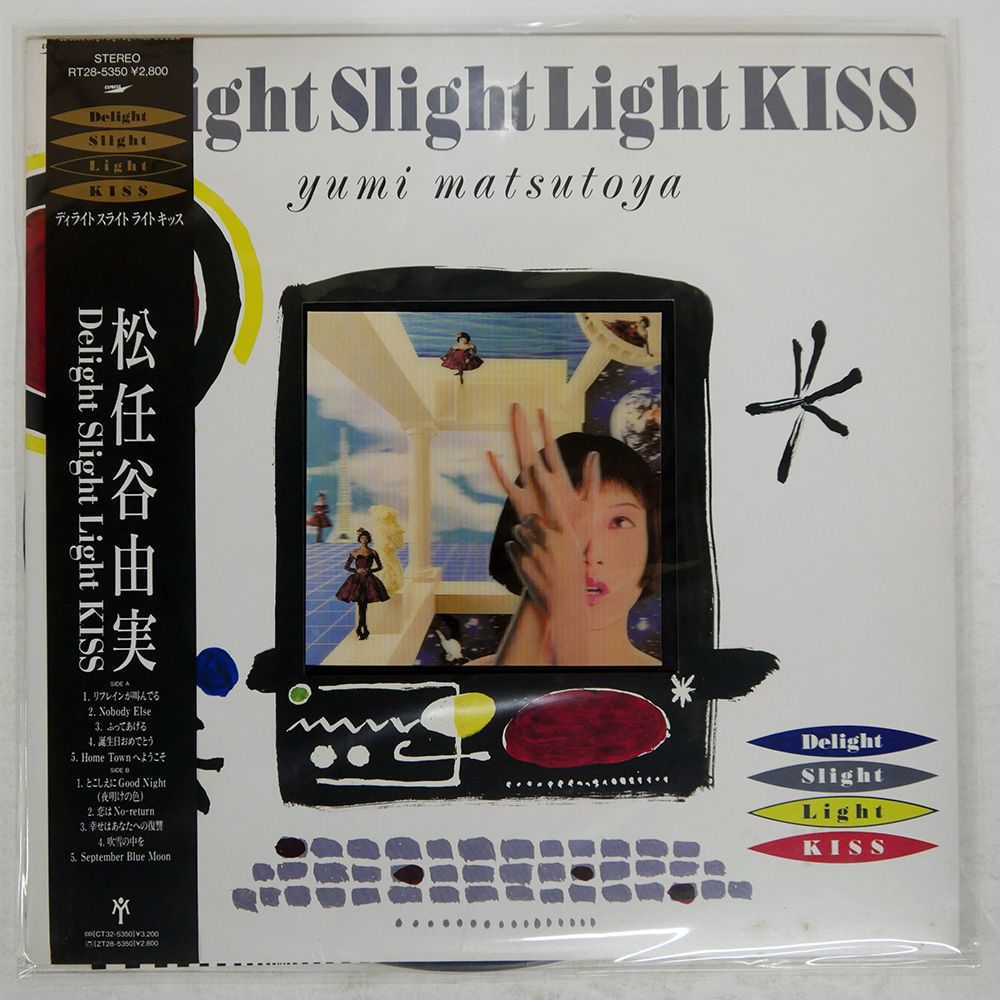 STEREO
RT28-5350 ¥2,800
EXPRESS
Delight
Slight
Light
KISS
ディライト スライト ライト キッス
松任谷由実
Delight Slight Light KISS
SIDE A
1. リフレインが叫んでる
2. Nobody Else
3. ふってあげる
4. 誕生日おめでとう
5. Home Townへようこそ
SIDE B
1. とこしえにGood Night
(夜明けの色)
2. 恋はNo-return
3. 幸せはあなたへの復讐
4. 吹雪の中を
5. September Blue Moon
[CT32-5350]¥3,200
[ZT28-5350]¥2,800
ight Slight Light KISS
yumi matsutoya
Delight
Slight
Light
KISS